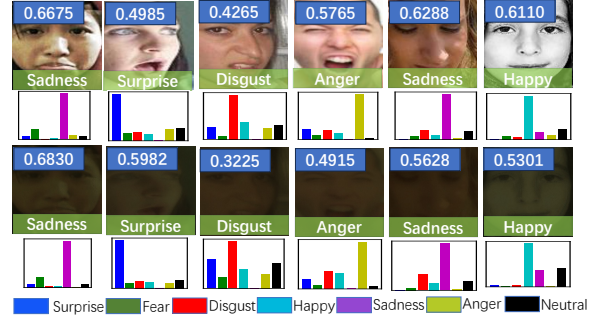 0.6675 0.4985 0.4265 0.5765 0.6288 0.6110
Sadness Surprise Disgust Anger Sadness Happy
0.6830 0.5982 0.3225 0.4915 0.5628 0.5301
Sadness Surprise Disgust Anger Sadness Happy
Surprise Fear Disgust Happy Sadness Anger Neutral